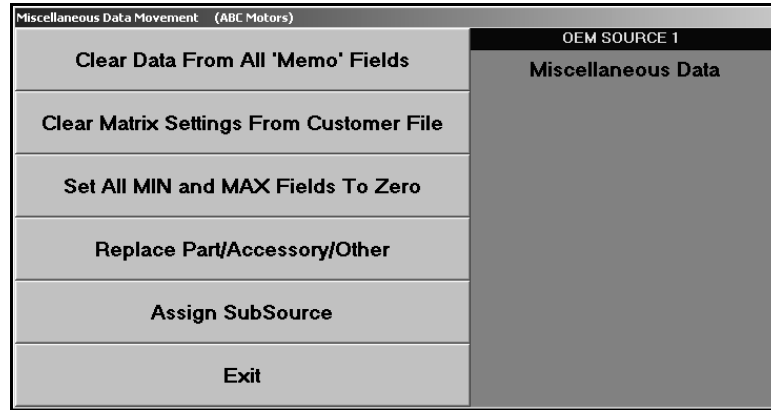 Miscellaneous Data Movement (ABC Motors)
Clear Data From All 'Memo' Fields
Clear Matrix Settings From Customer File
Set All MIN and MAX Fields To Zero
Replace Part/Accessory/Other
Assign SubSource
Exit
OEM SOURCE 1
Miscellaneous Data